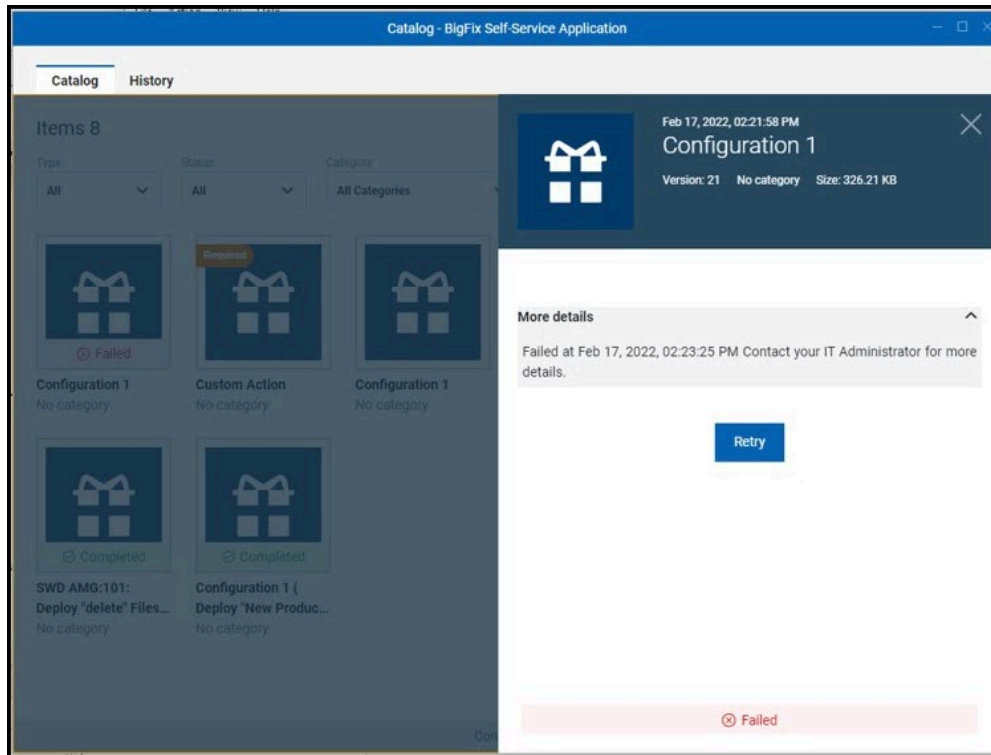 Catalog - BigFix Self-Service Application
Catalog History
Items 8
Type Status Category
All All All Categories
Required
Failed
Configuration 1 Custom Action Configuration 1
No category No category No category
Completed Completed
SWD AMG:101: Configuration 1 (
Deploy "delete" Files... Deploy "New Produc...
No category No category
Feb 17, 2022, 02:21:58 PM
Configuration 1
Version: 21 No category Size: 326.21 KB
More details
Failed at Feb 17, 2022, 02:23:25 PM Contact your IT Administrator for more
details.
Retry
Failed